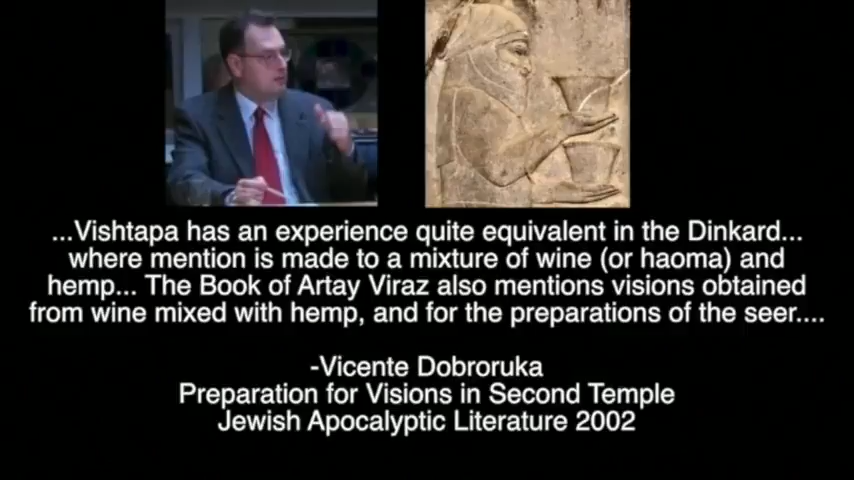 ...Vishtapa has an experience quite equivalent in the Dinkard...
where mention is made to a mixture of wine (or haoma) and
hemp... The Book of Artay Viraz also mentions visions obtained
from wine mixed with hemp, and for the preparations of the seer....
-Vicente Dobroruka
Preparation for Visions in Second Temple
Jewish Apocalyptic Literature 2002